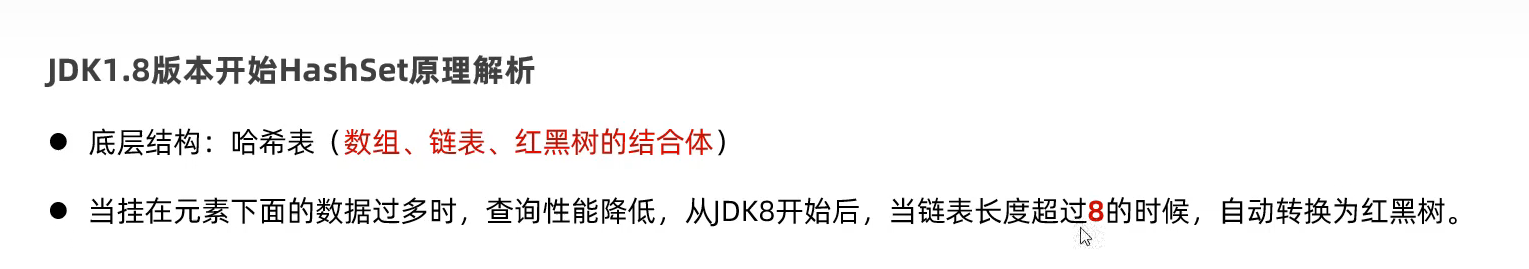 JDK1.8版本开始HashSet原理解析
● 底层结构：哈希表（数组、链表、红黑树的结合体）
● 当挂在元素下面的数据过多时，查询性能降低，从JDK8开始后，当链表长度超过8的时候，自动转换为红黑树。